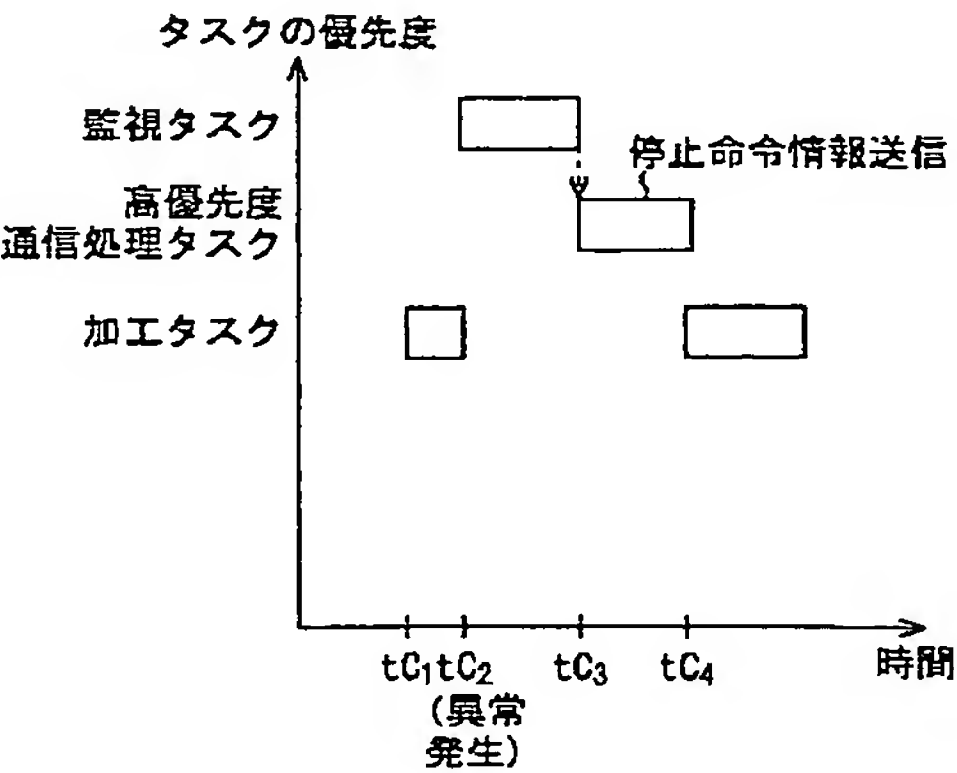 タスクの優先度
監視タスク
停止命令情報送信
高優先度
通信処理タスク
加工タスク
tC₁ tC₂ tC₃ tC₄ 時間
(異常
発生)